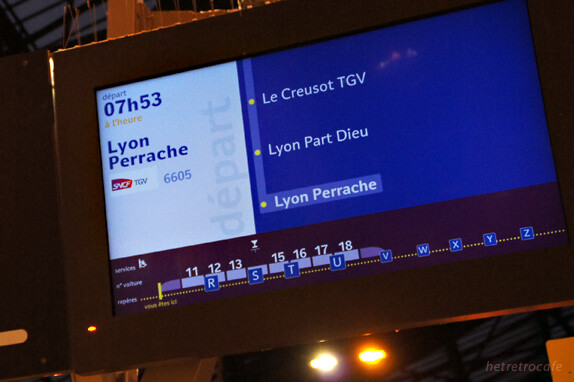 départ
07h53
à l'heure
Lyon
Perrache
SNCF TGV 6605
départ
Le Creusot TGV
Lyon Part Dieu
Lyon Perrache
services
n° voiture 11 12 13 15 16 17 18
repères R S T U V W X Y Z
vous êtes ici
hetretrocafe